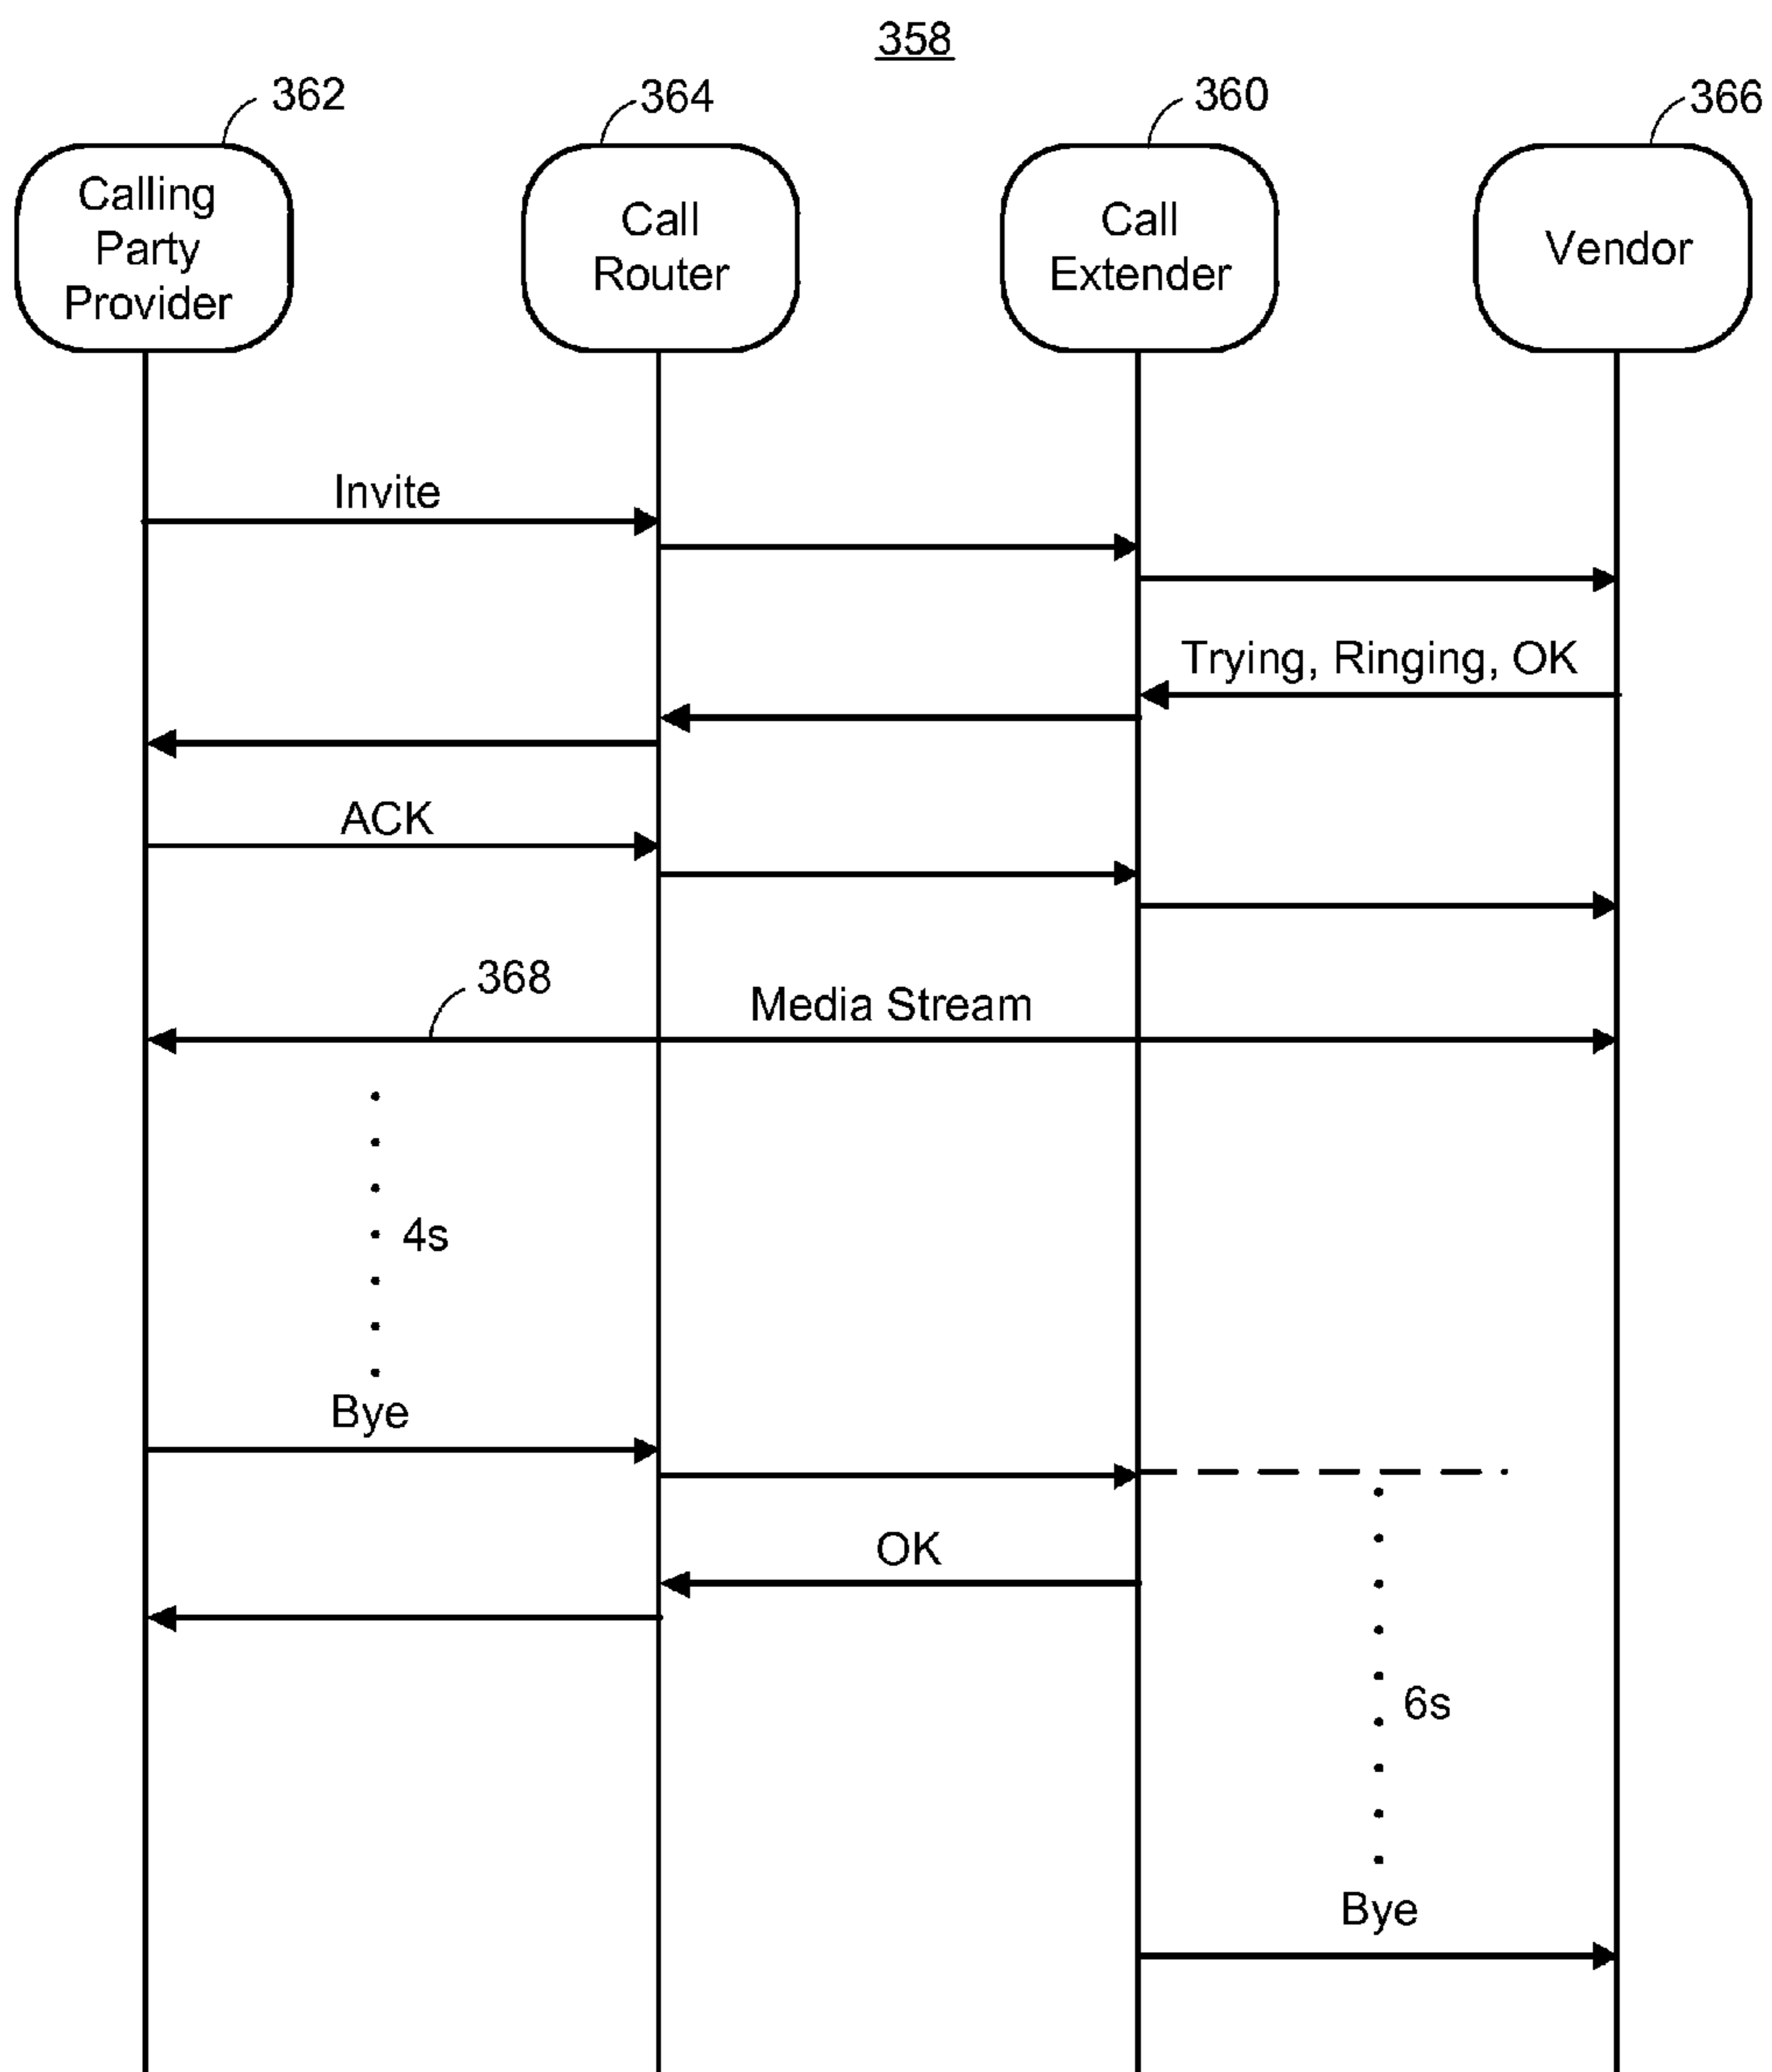 358
362
364
360
366
Calling
Party
Provider
Call
Router
Call
Extender
Vendor
Invite
Trying, Ringing, OK
ACK
368
Media Stream
4s
Bye
OK
6s
Bye